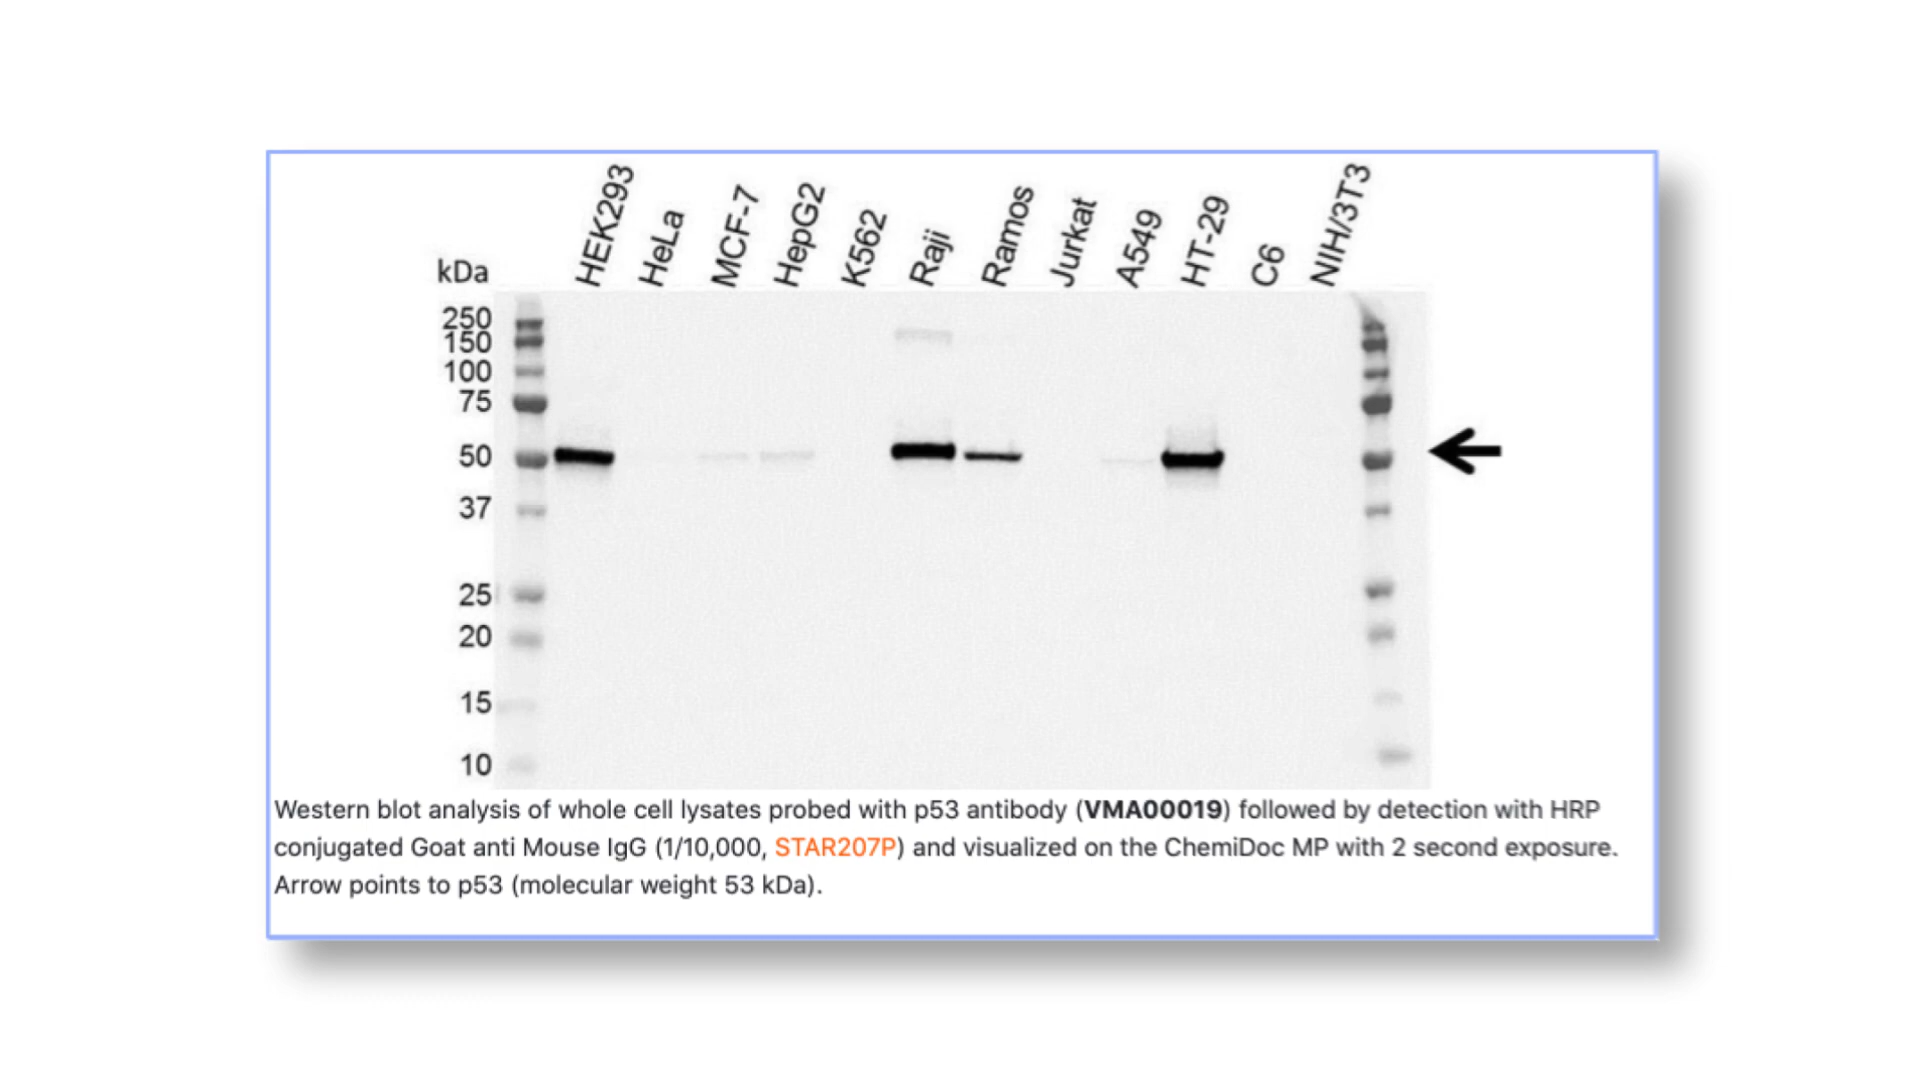 HEK293
HeLa
MCF-7
HepG2
K562
Raji
Ramos
Jurkat
A549
HT-29
C6
NIH/3T3
kDa
250
150
100
75
50
37
25
20
15
10
Western blot analysis of whole cell lysates probed with p53 antibody (VMA00019) followed by detection with HRP
conjugated Goat anti Mouse IgG (1/10,000, STAR207P) and visualized on the ChemiDoc MP with 2 second exposure.
Arrow points to p53 (molecular weight 53 kDa).